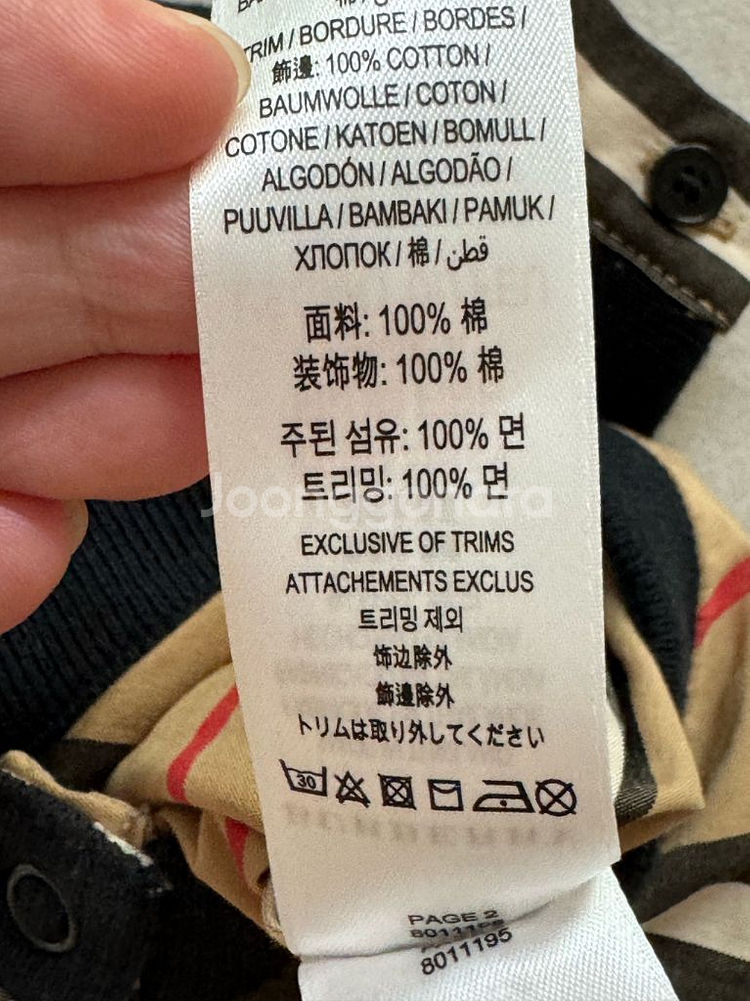 TRIM / BORDURE / BORDES /
飾邊: 100% COTTON /
BAUMWOLLE / COTON /
COTONE / KATOEN / BOMULL /
ALGODÓN / ALGODÃO /
PUUVILLA / BAMBAKI / PAMUK /
ХЛОПОК / 棉 / قطن
面料: 100% 棉
装饰物: 100% 棉
주된 섬유: 100% 면
트리밍: 100% 면
Joonggonara
EXCLUSIVE OF TRIMS
ATTACHEMENTS EXCLUS
트리밍 제외
饰边除外
飾邊除外
トリムは取り外してください
30
PAGE 2
8011195